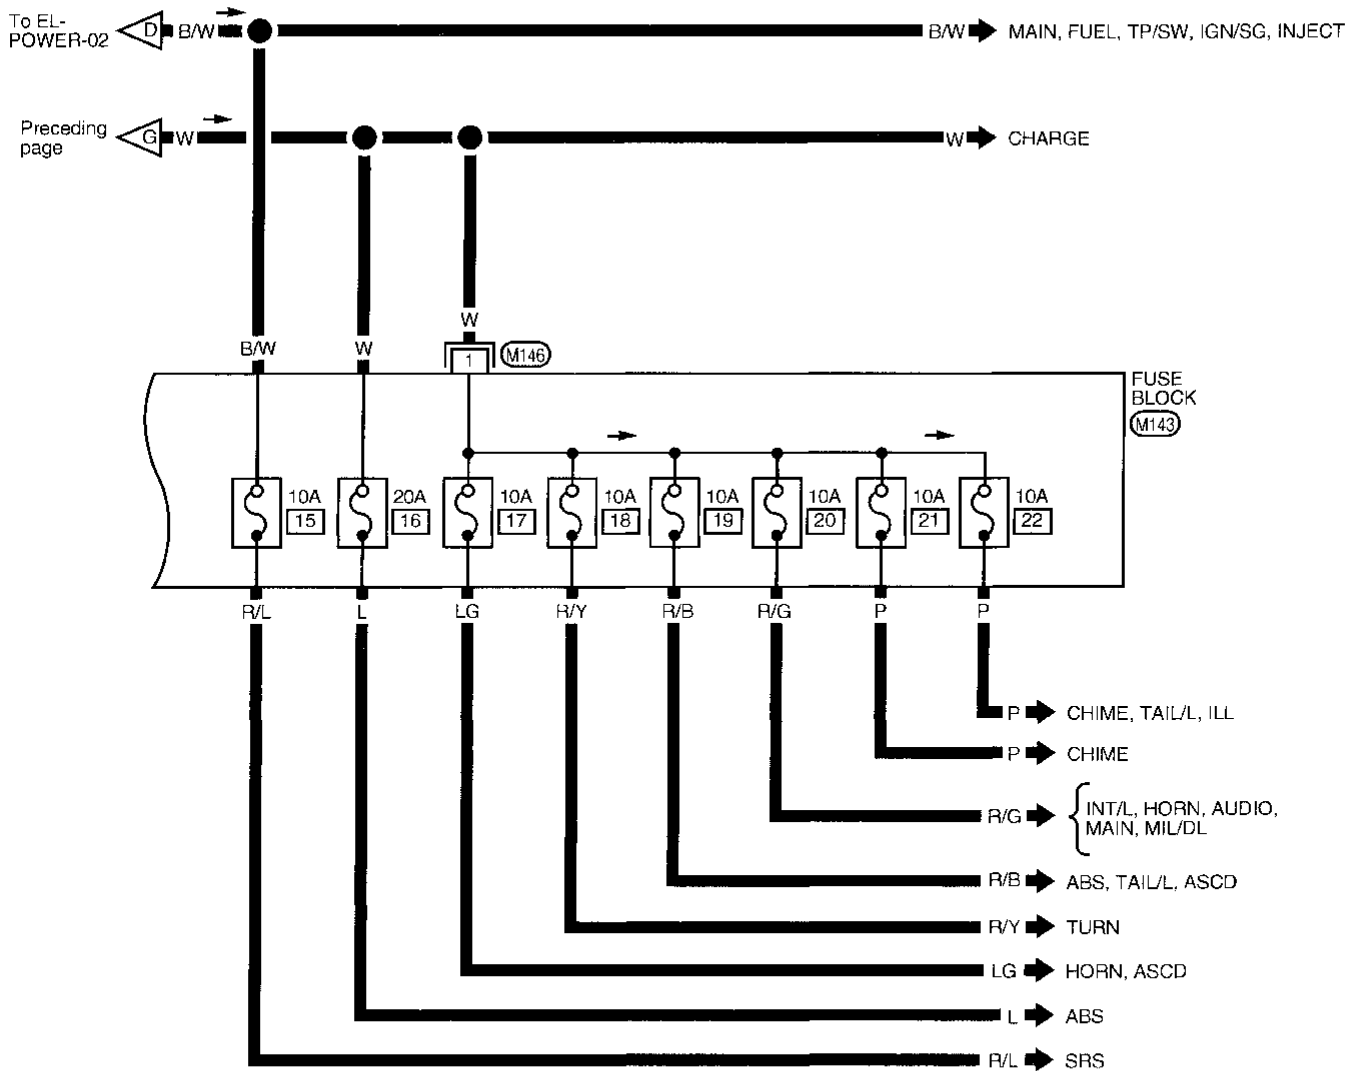 To EL-
POWER-02
D
B/W
B/W
MAIN, FUEL, TP/SW, IGN/SG, INJECT
Preceding
page
G
W
W
CHARGE
B/W
W
W
1
M146
FUSE
BLOCK
M143
10A
15
20A
16
10A
17
10A
18
10A
19
10A
20
10A
21
10A
22
R/L
L
LG
R/Y
R/B
R/G
P
P
P
CHIME, TAIL/L, ILL
P
CHIME
R/G
INT/L, HORN, AUDIO,
MAIN, MIL/DL
R/B
ABS, TAIL/L, ASCD
R/Y
TURN
LG
HORN, ASCD
L
ABS
R/L
SRS